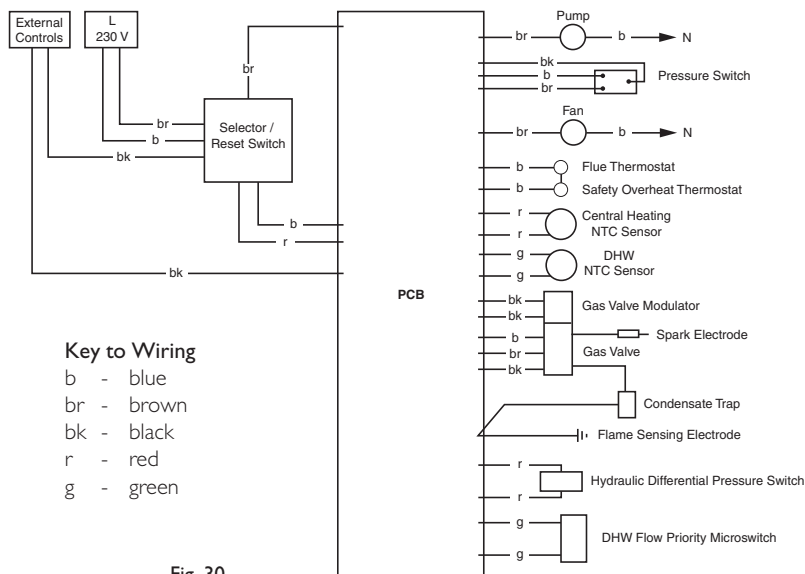 External
Controls
L
230 V
br
br
b
bk
Selector /
Reset Switch
b
r
bk
PCB
Key to Wiring
b - blue
br - brown
bk - black
r - red
g - green
Fig. 30
Pump
br b N
bk
b
br
Pressure Switch
Fan
br b N
b Flue Thermostat
b Safety Overheat Thermostat
r
r
Central Heating
NTC Sensor
g
g
DHW
NTC Sensor
bk
bk
Gas Valve Modulator
b
br
bk
Spark Electrode
Gas Valve
Condensate Trap
Flame Sensing Electrode
r
r
Hydraulic Differential Pressure Switch
g
g
DHW Flow Priority Microswitch